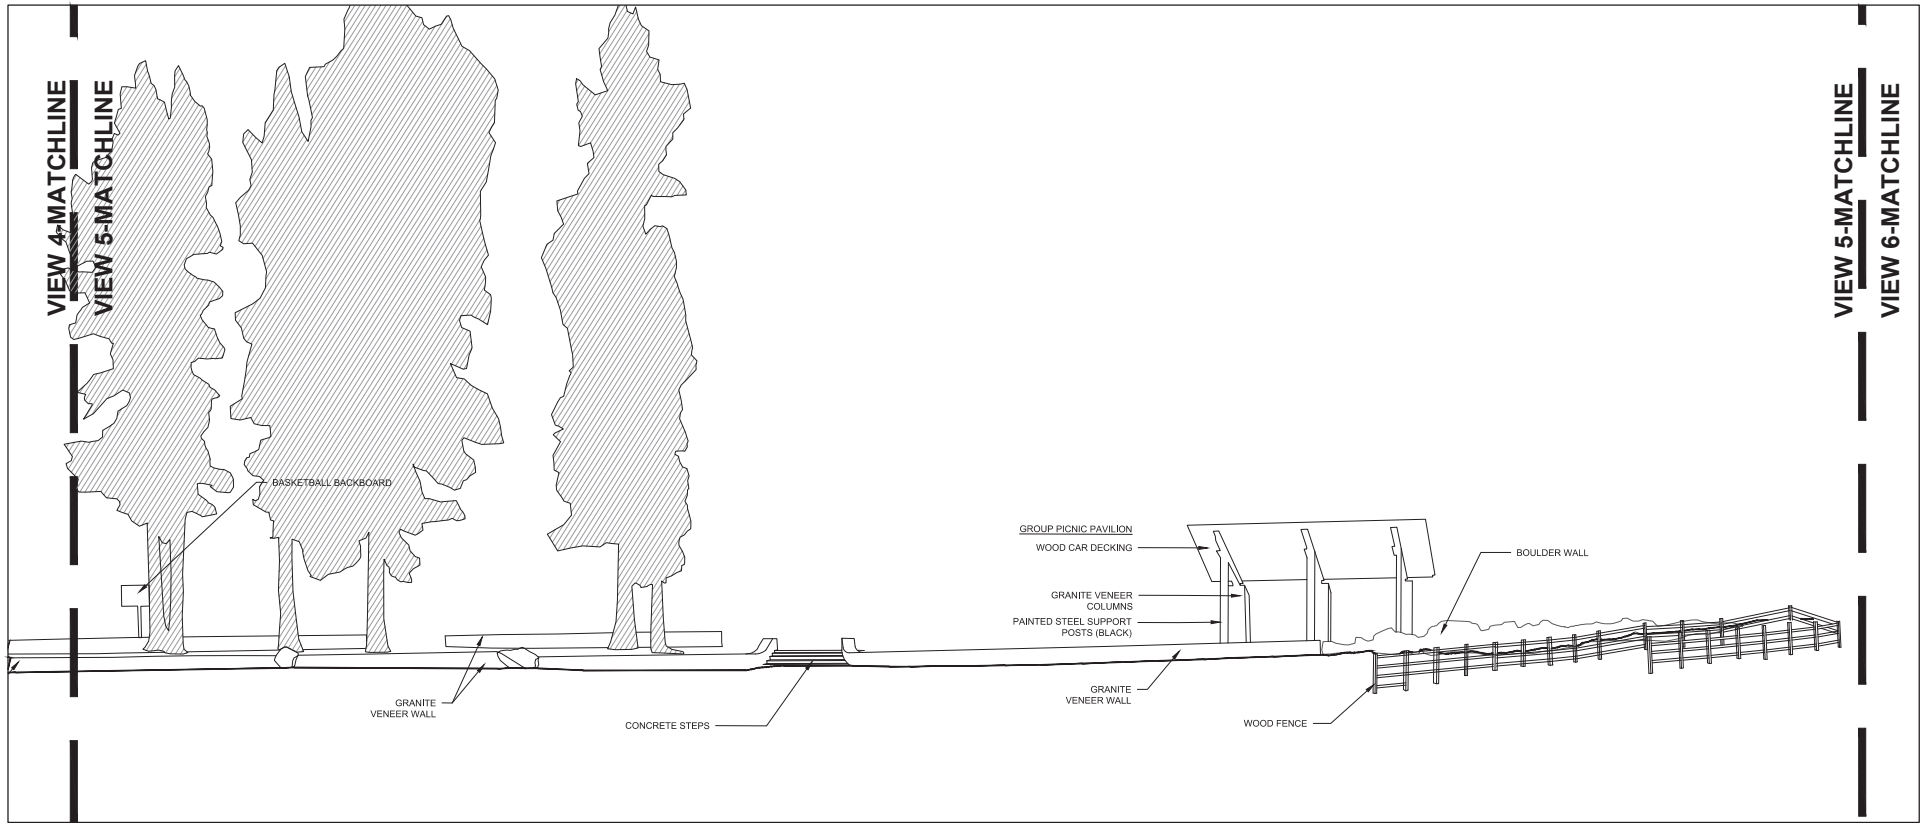 VIEW 4-MATCHLINE
VIEW 5-MATCHLINE
BASKETBALL BACKBOARD
GRANITE
VENEER WALL
CONCRETE STEPS
GROUP PICNIC PAVILION
WOOD CAR DECKING
GRANITE VENEER
COLUMNS
PAINTED STEEL SUPPORT
POSTS (BLACK)
GRANITE
VENEER WALL
BOULDER WALL
WOOD FENCE
VIEW 5-MATCHLINE
VIEW 6-MATCHLINE